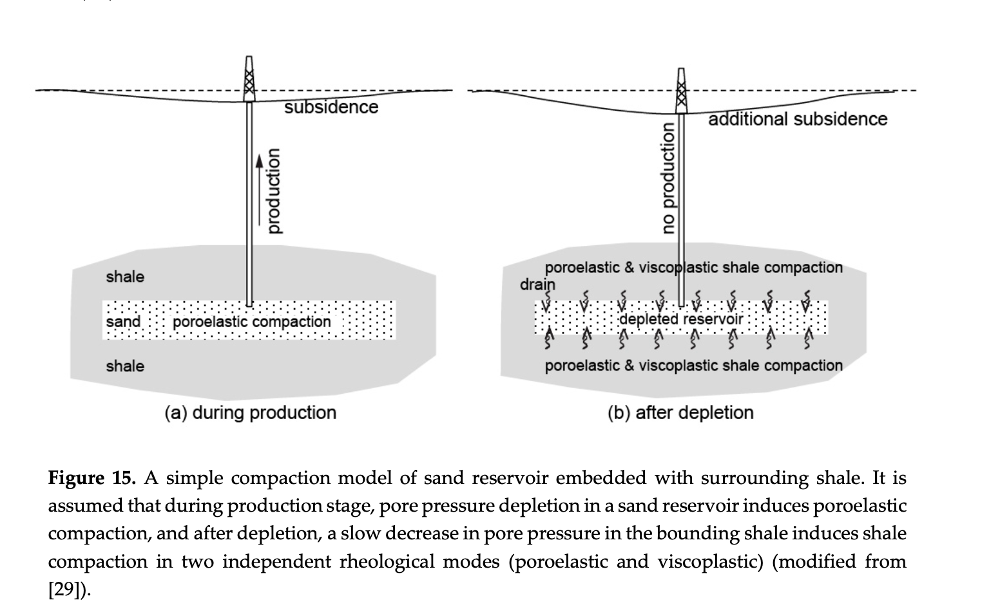 subsidence
production
shale
sand
poroelastic compaction
shale
(a) during production
additional subsidence
no production
poroelastic & viscoplastic shale compaction
drain
depleted reservoir
poroelastic & viscoplastic shale compaction
(b) after depletion
Figure 15. A simple compaction model of sand reservoir embedded with surrounding shale. It is
assumed that during production stage, pore pressure depletion in a sand reservoir induces poroelastic
compaction, and after depletion, a slow decrease in pore pressure in the bounding shale induces shale
compaction in two independent rheological modes (poroelastic and viscoplastic) (modified from
[29]).